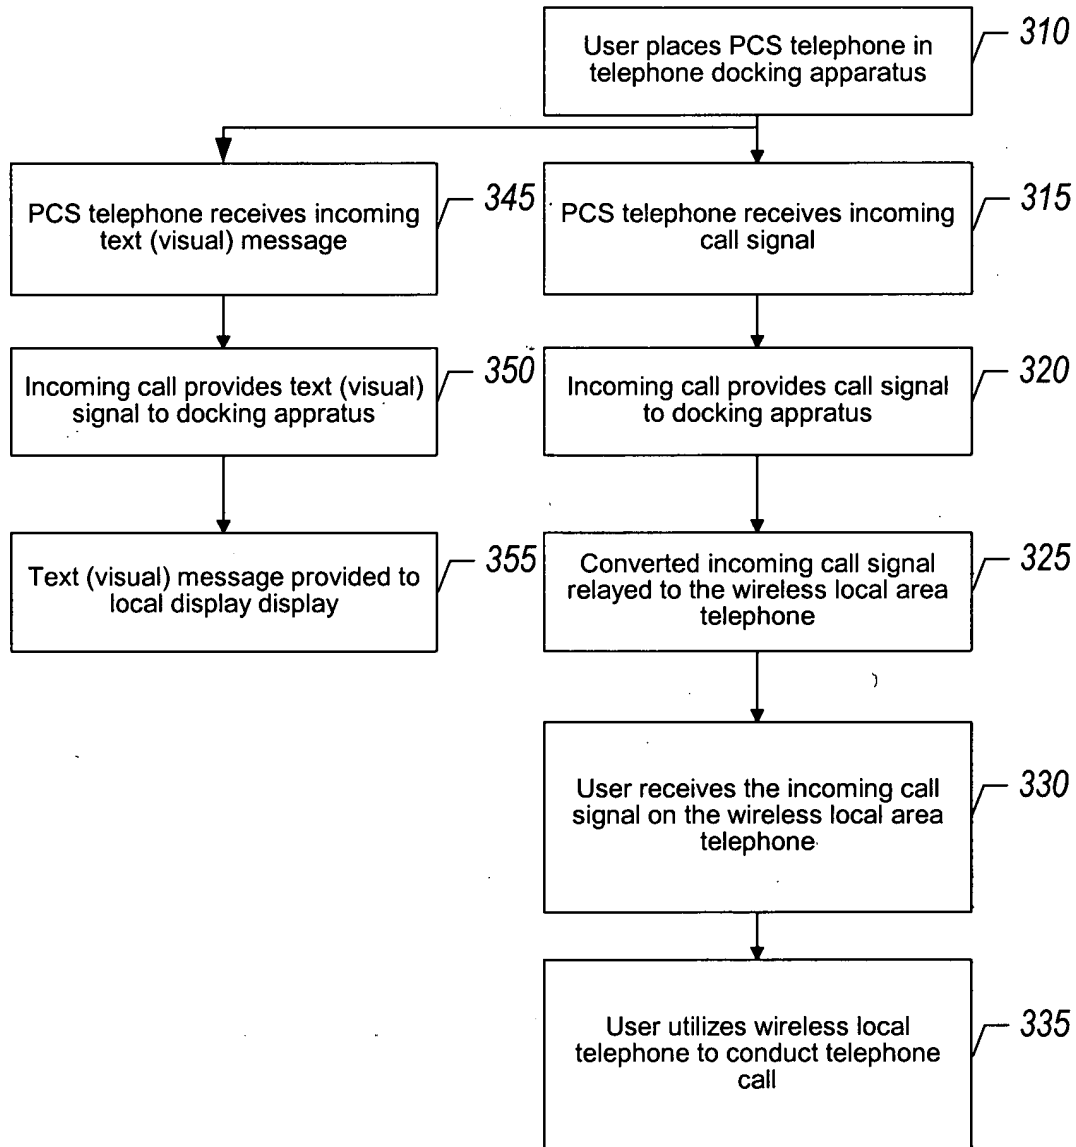 User places PCS telephone in
telephone docking apparatus
310
PCS telephone receives incoming
text (visual) message
345
PCS telephone receives incoming
call signal
315
Incoming call provides text (visual)
signal to docking appratus
350
Incoming call provides call signal
to docking appratus
320
Text (visual) message provided to
local display display
355
Converted incoming call signal
relayed to the wireless local area
telephone
325
User receives the incoming call
signal on the wireless local area
telephone
330
User utilizes wireless local
telephone to conduct telephone
call
335